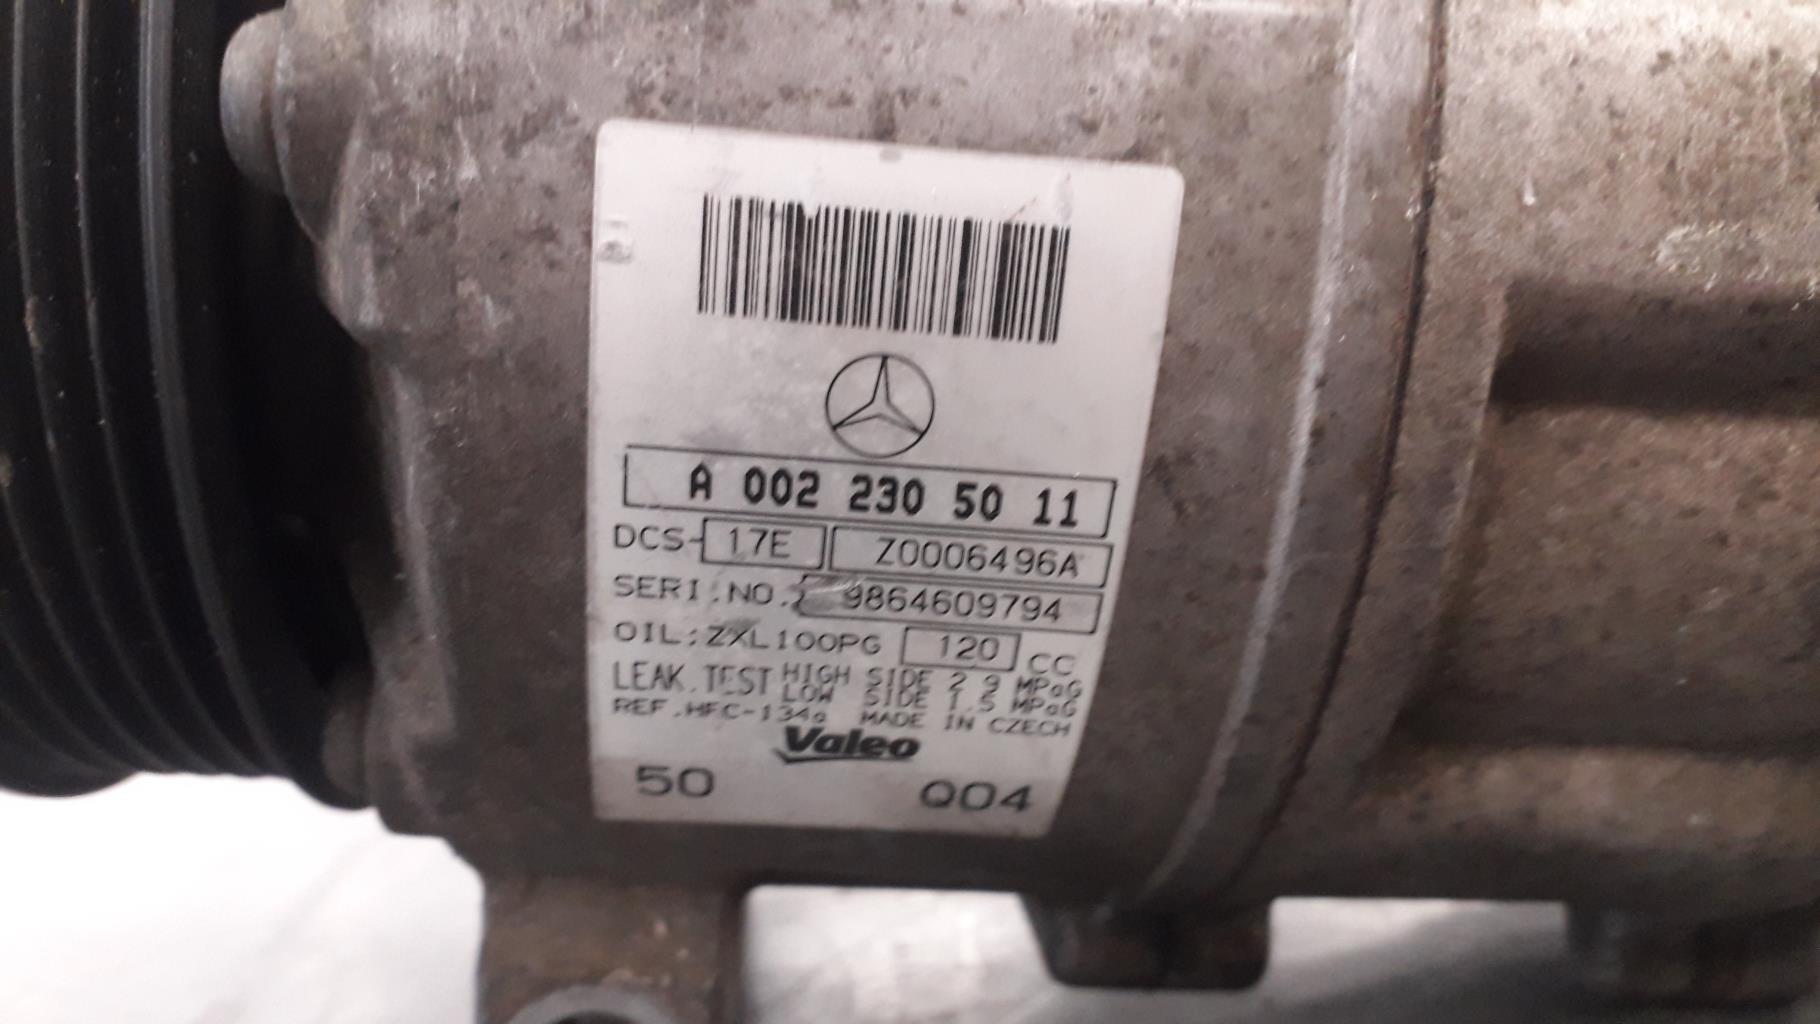 A 002 230 50 11
DCS- 17E Z0006496A
SERI.NO. 9864609794
OIL:ZXL100PG 120 CC
LEAK.TEST HIGH SIDE 2.9 MPaG
LOW SIDE 1.5 MPaG
REF.HFC-134a MADE IN CZECH
Valeo
50 Q04